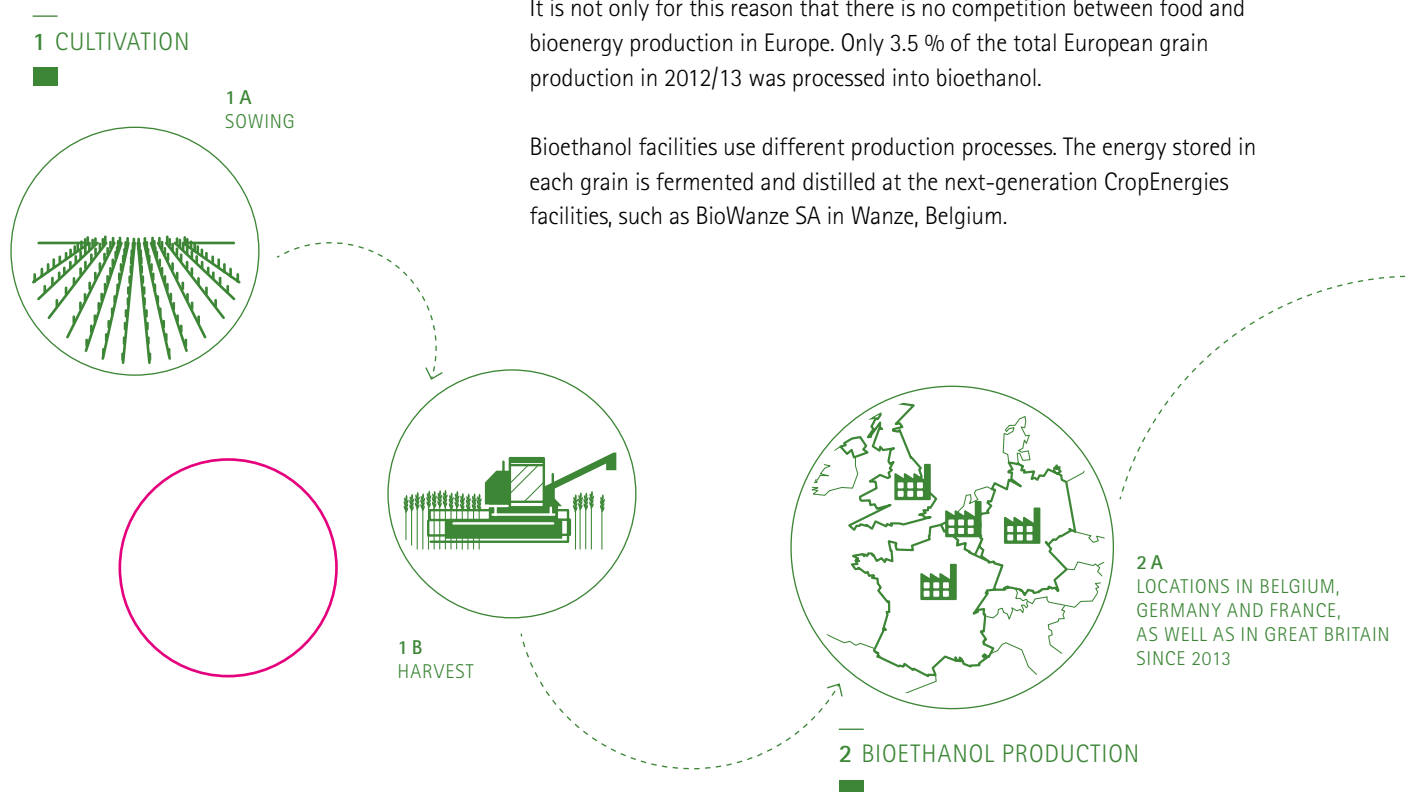 1 CULTIVATION
1 A
SOWING
It is not only for this reason that there is no competition between food and
bioenergy production in Europe. Only 3.5 % of the total European grain
production in 2012/13 was processed into bioethanol.
Bioethanol facilities use different production processes. The energy stored in
each grain is fermented and distilled at the next-generation CropEnergies
facilities, such as BioWanze SA in Wanze, Belgium.
1 B
HARVEST
2 A
LOCATIONS IN BELGIUM,
GERMANY AND FRANCE,
AS WELL AS IN GREAT BRITAIN
SINCE 2013
2 BIOETHANOL PRODUCTION